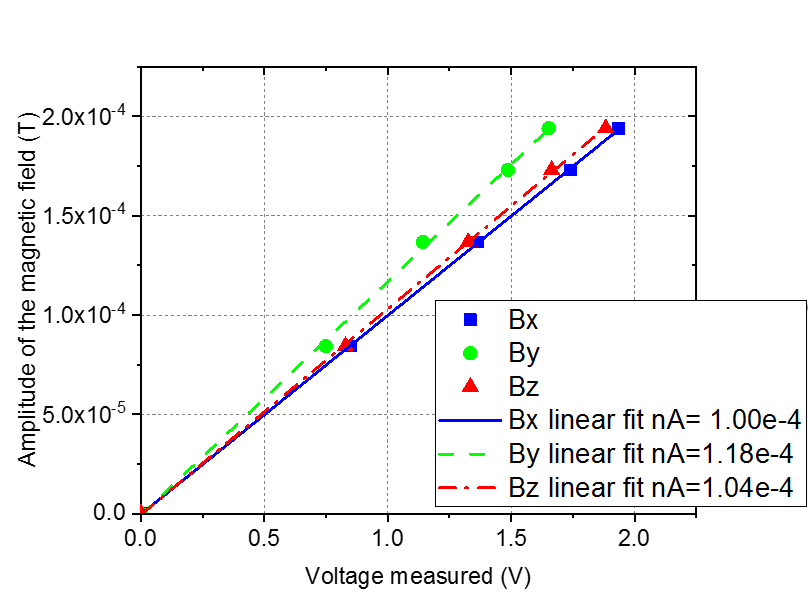 Amplitude of the magnetic field (T)
2.0x10⁻⁴
1.5x10⁻⁴
1.0x10⁻⁴
5.0x10⁻⁵
0.0
0.0 0.5 1.0 1.5 2.0
Voltage measured (V)
Bx
By
Bz
Bx linear fit nA= 1.00e-4
By linear fit nA=1.18e-4
Bz linear fit nA=1.04e-4